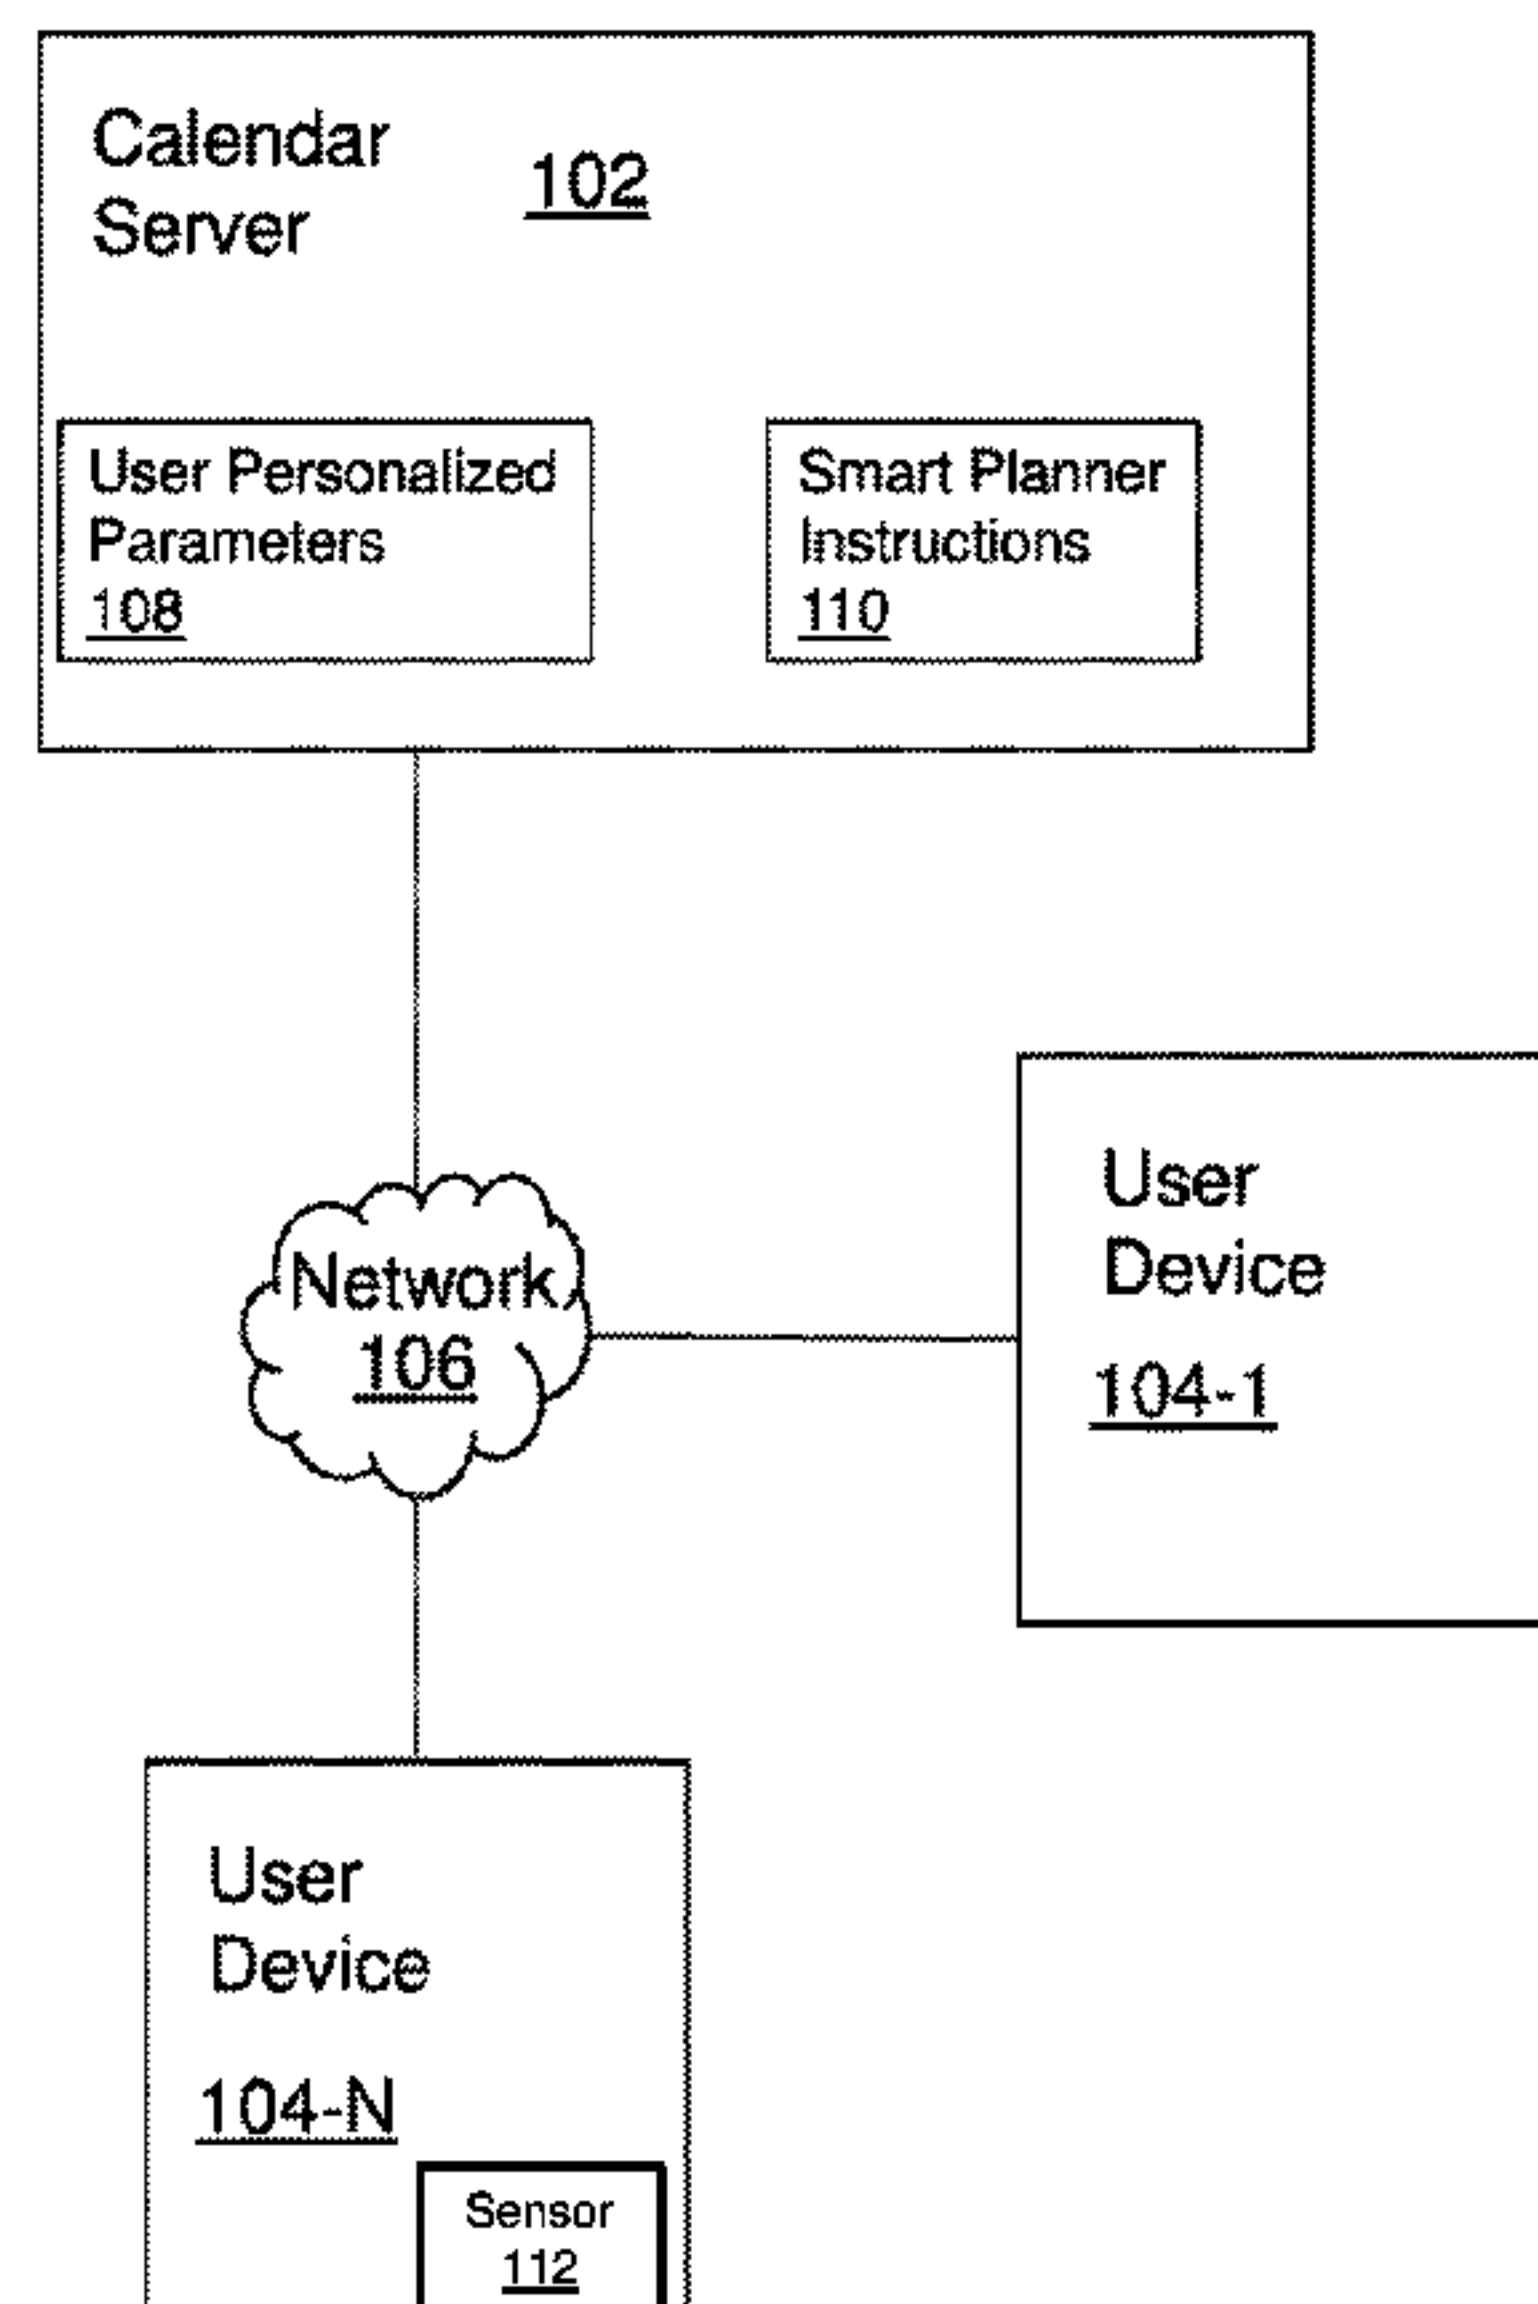 Calendar
Server
102
User Personalized
Parameters
108
Smart Planner
Instructions
110
Network
106
User
Device
104-1
User
Device
104-N
Sensor
112